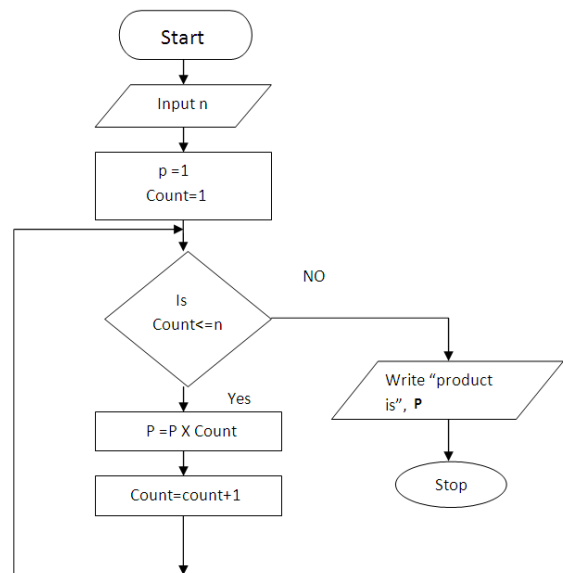 Start
Input n
p =1
Count=1
NO
Is
Count<=n
Write “product
is”, P
Yes
P =P X Count
Count=count+1
Stop